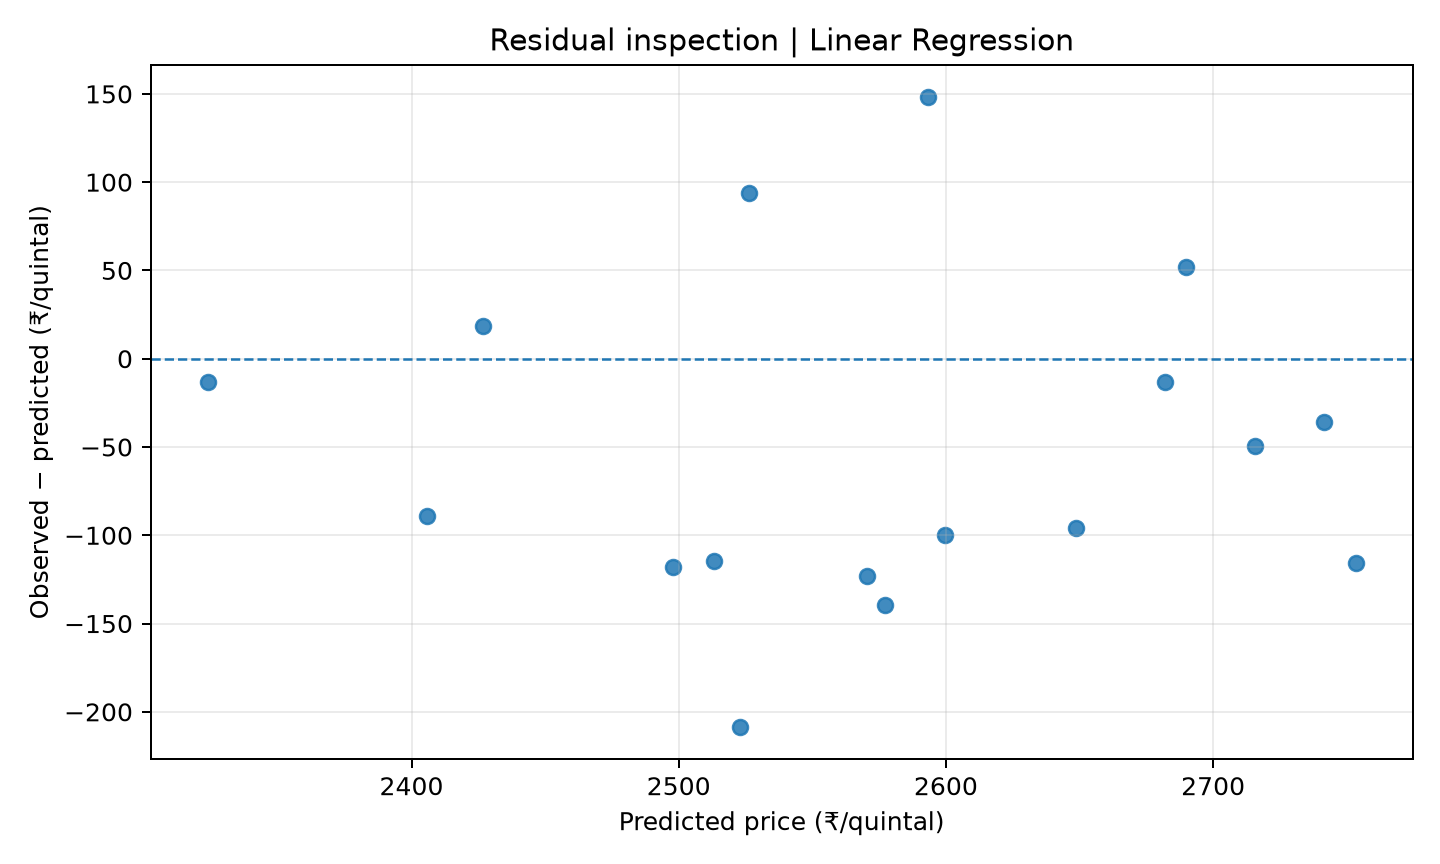 Residual inspection | Linear Regression
Observed − predicted (₹/quintal)
150
100
50
0
−50
−100
−150
−200
2400 2500 2600 2700
Predicted price (₹/quintal)